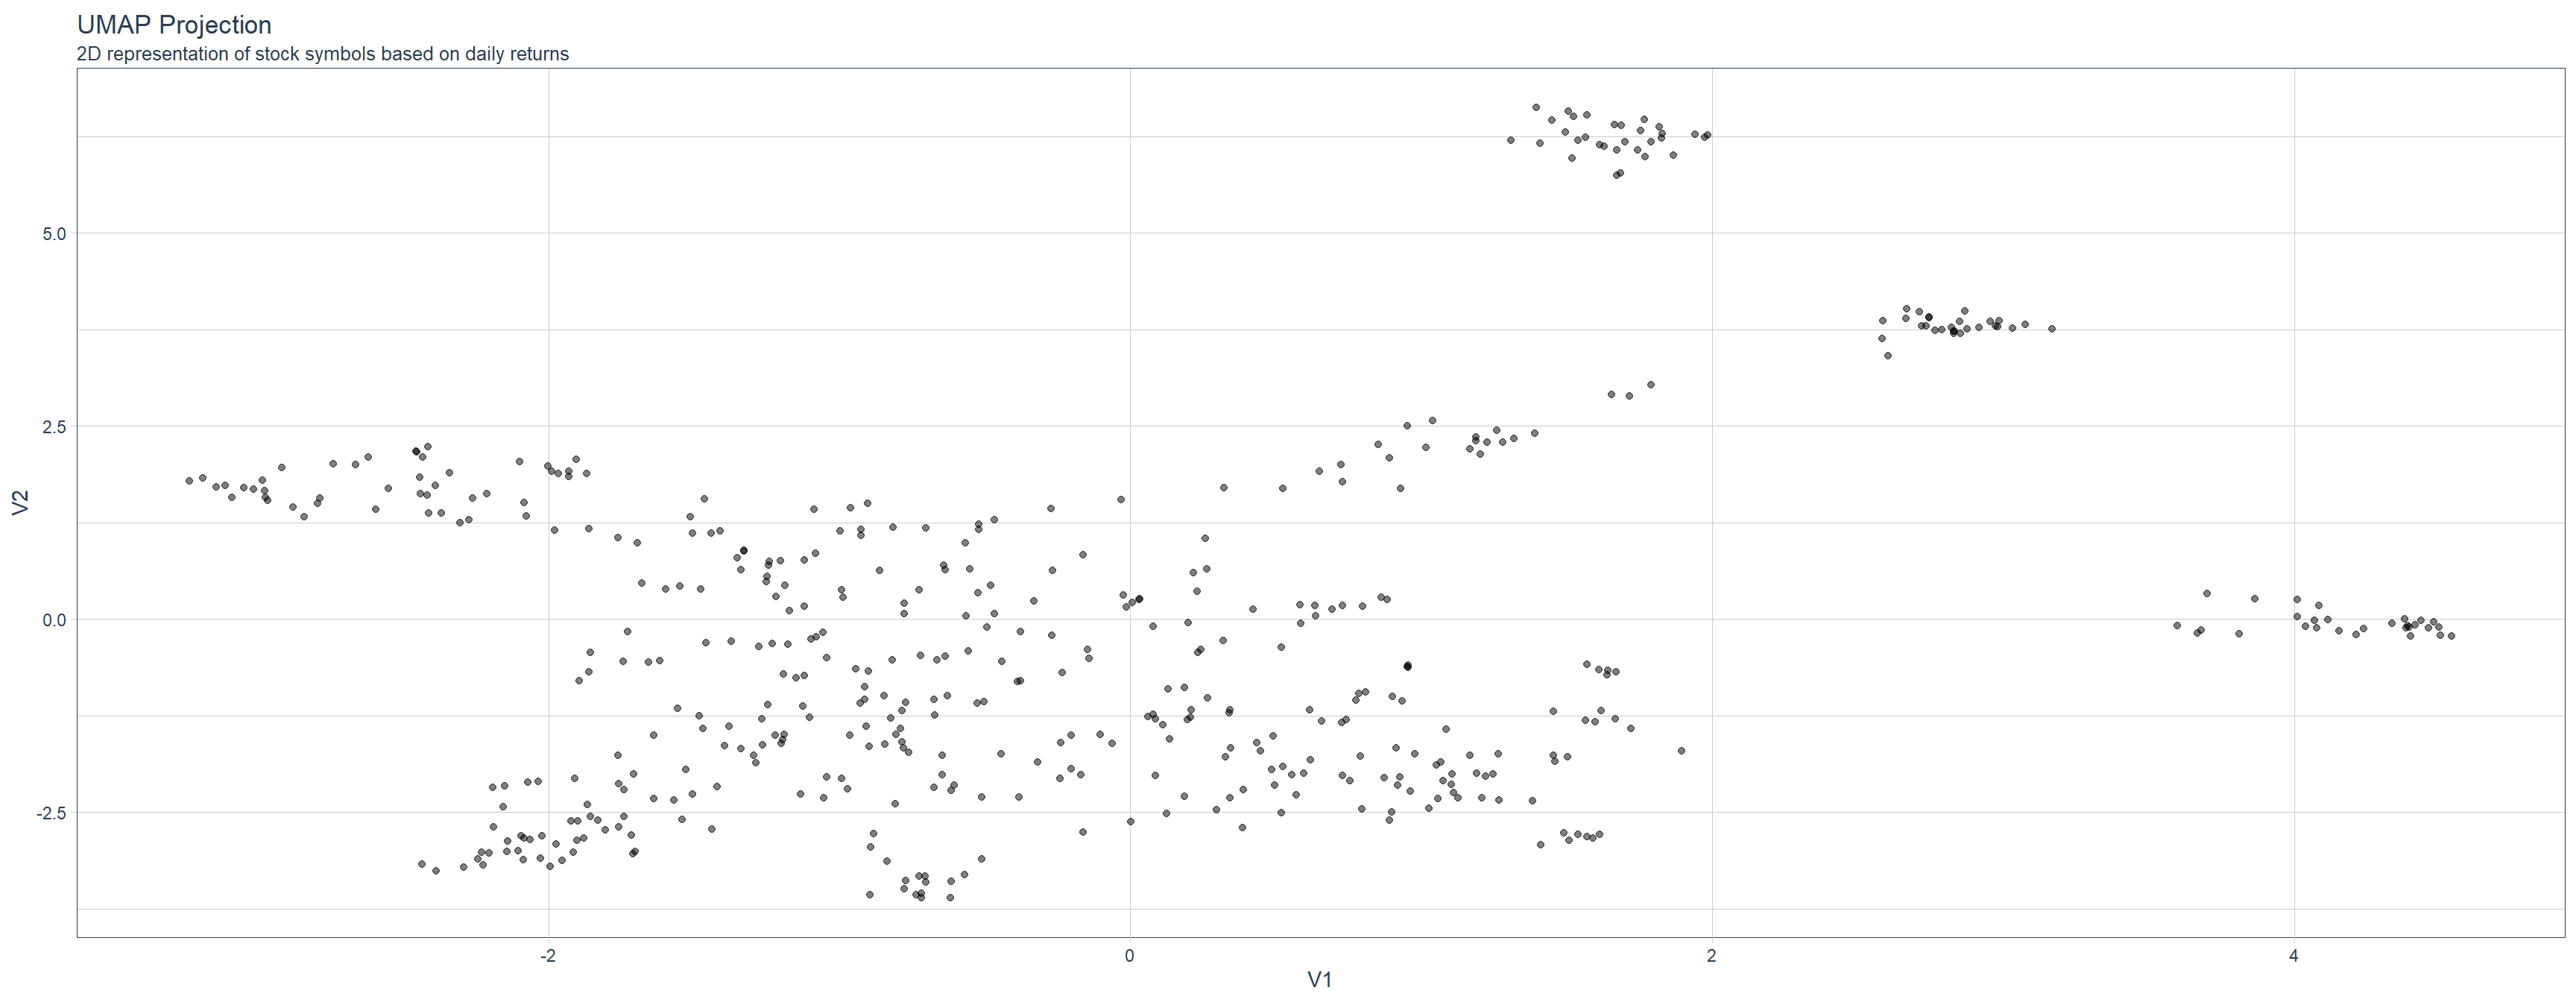 UMAP Projection
2D representation of stock symbols based on daily returns
5.0
2.5
0.0
-2.5
V2
-2
0
2
4
V1